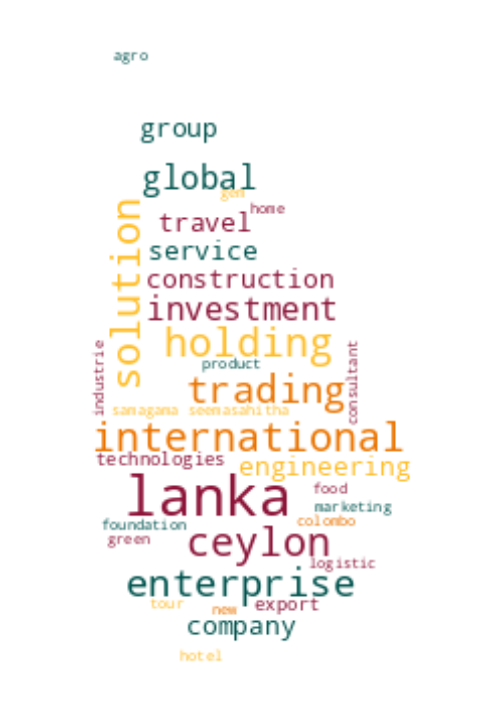 agro
group
global
gem
home
solution
travel
service
construction
investment
holding
industrie
product
consultant
trading
samagama seemasahitha
international
technologies
engineering
lanka
food
marketing
foundation
colombo
green
ceylon
logistic
enterprise
tour
new
export
company
hotel